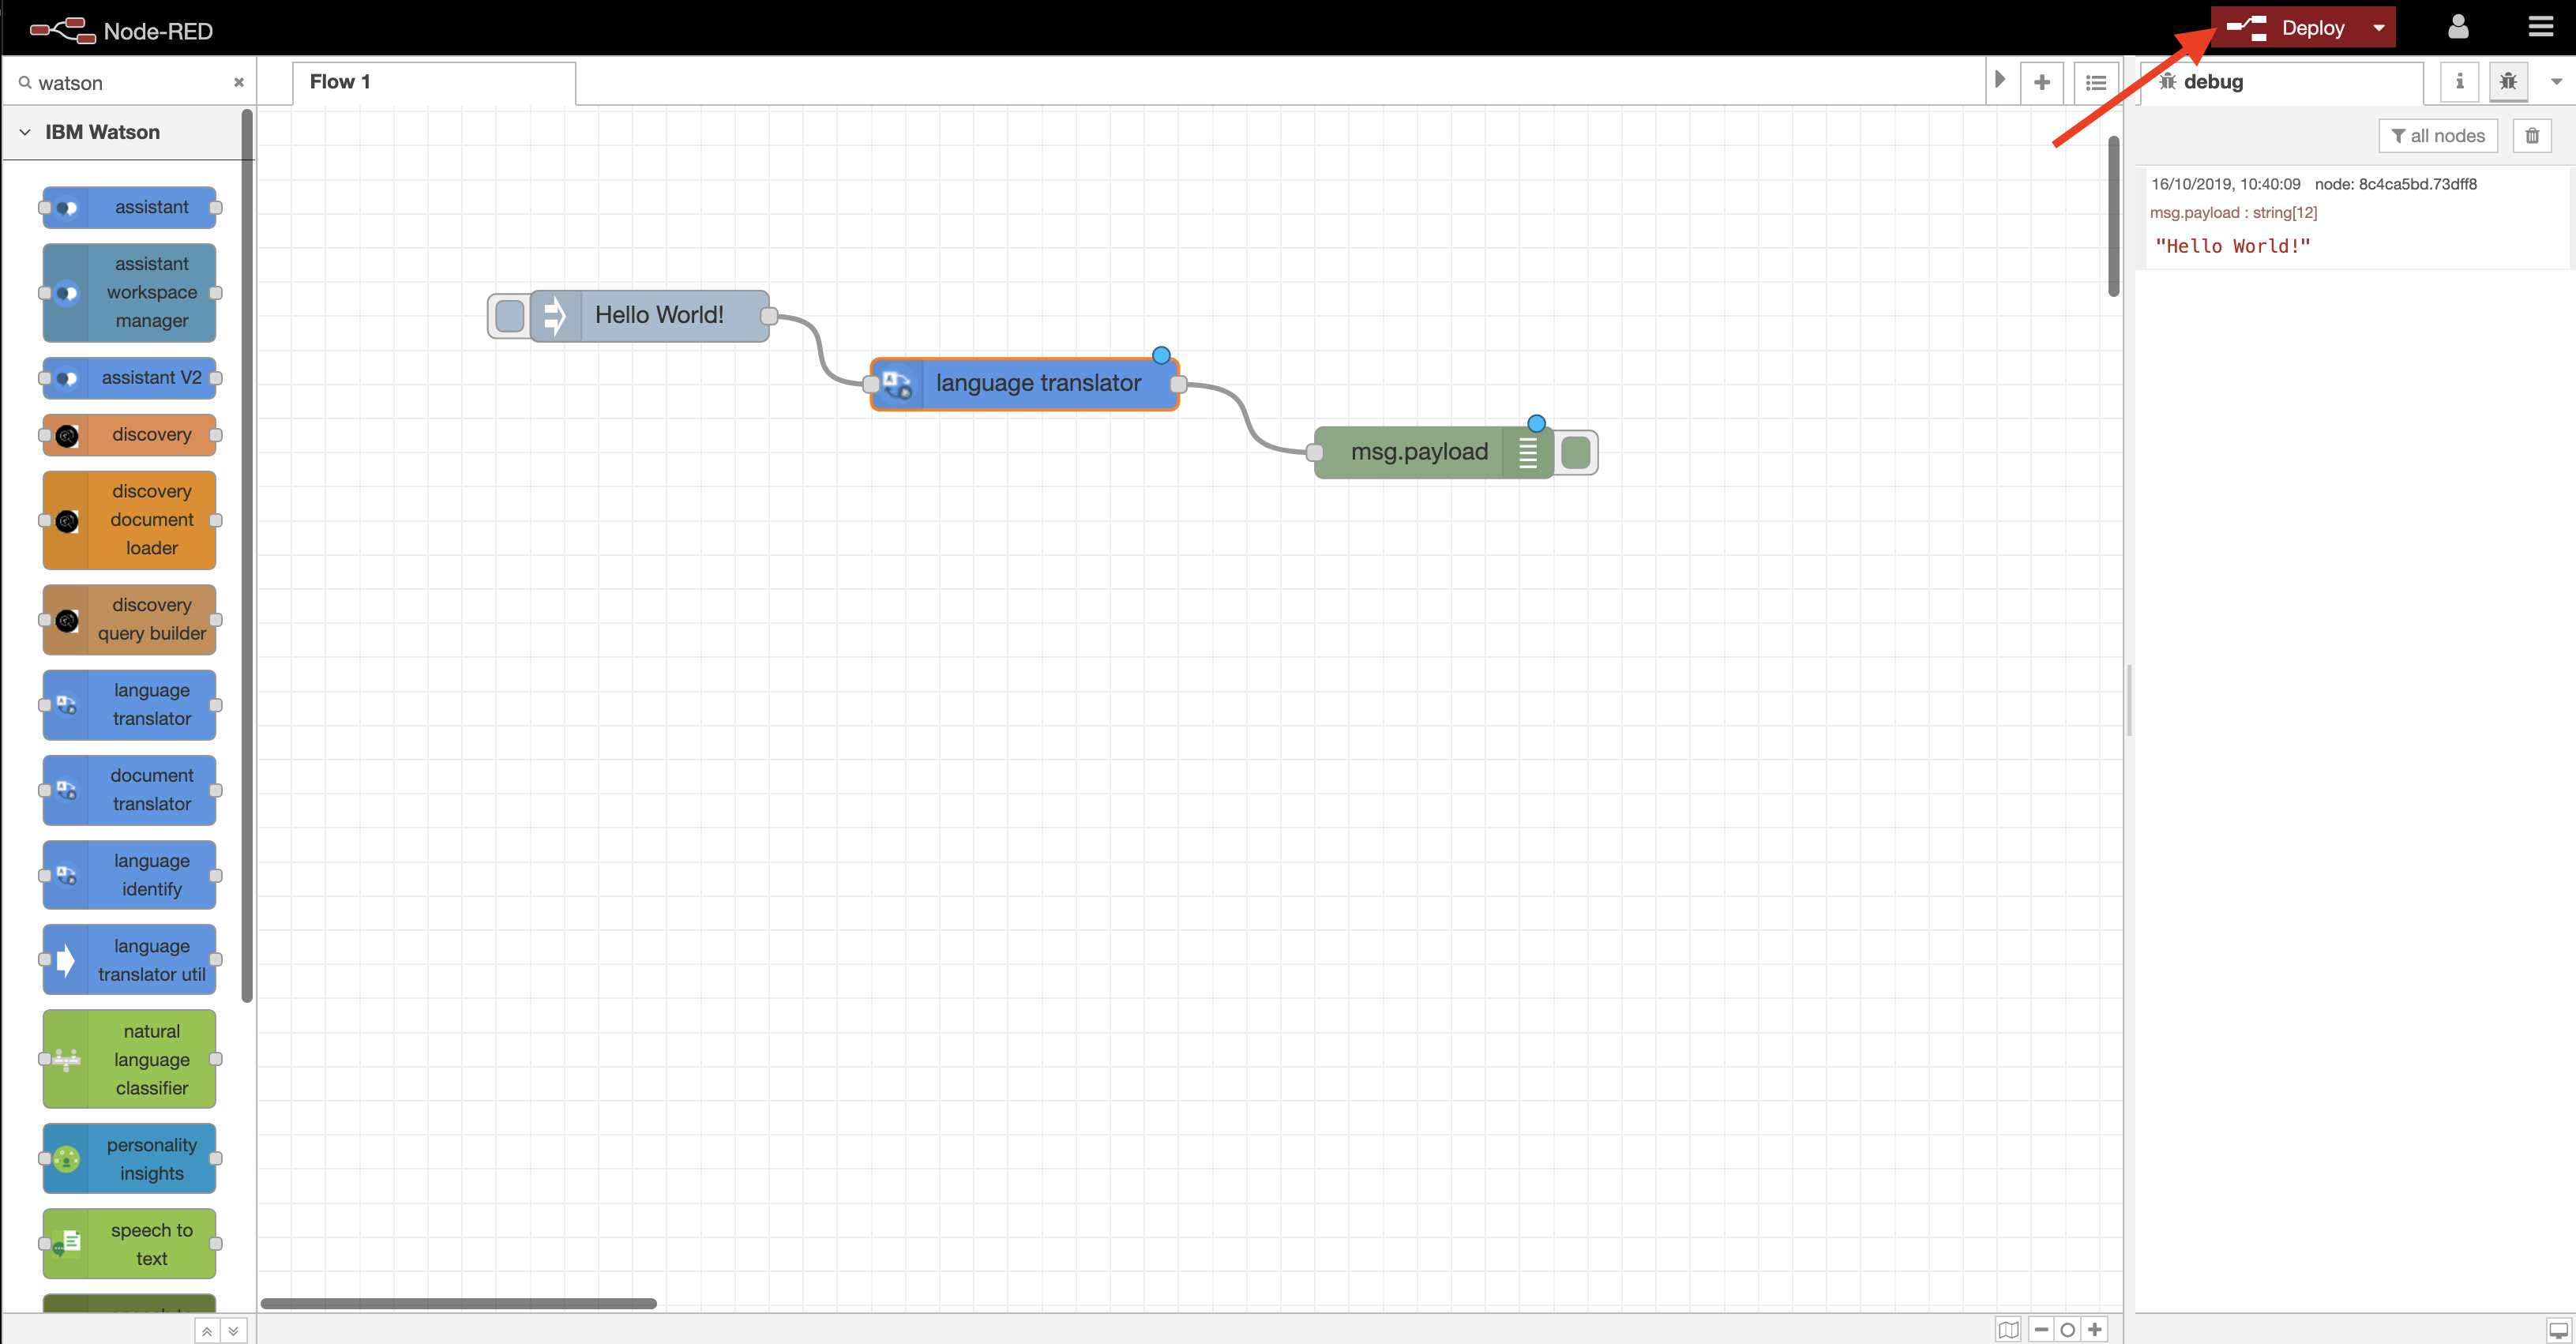 Node-RED
Deploy
watson
Flow 1
debug
i
IBM Watson
all nodes
assistant
assistant
workspace
manager
assistant V2
discovery
discovery
document
loader
discovery
query builder
language
translator
document
translator
language
identify
language
translator util
natural
language
classifier
personality
insights
speech to
text
Hello World!
language translator
msg.payload
16/10/2019, 10:40:09 node: 8c4ca5bd.73dff8
msg.payload : string[12]
"Hello World!"